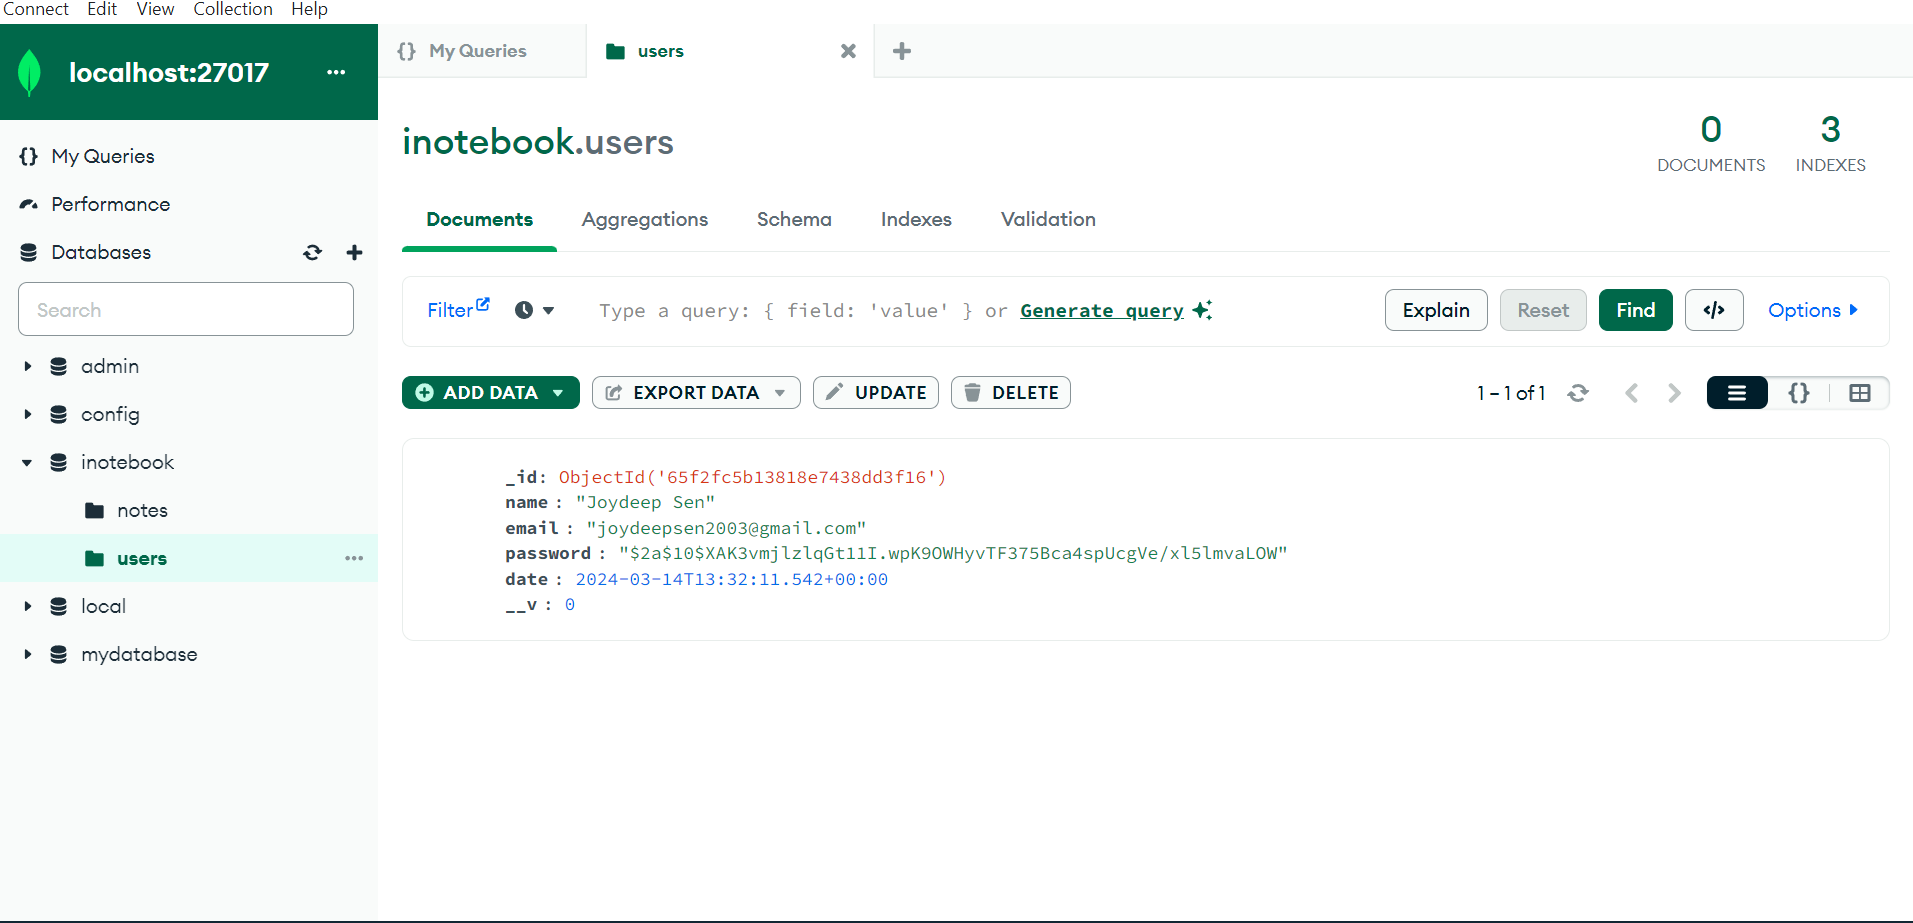 Connect Edit View Collection Help
localhost:27017
My Queries
users
My Queries
Performance
Databases
Search
admin
config
inotebook
notes
users
local
mydatabase
inotebook.users
0 DOCUMENTS
3 INDEXES
Documents Aggregations Schema Indexes Validation
Filter Type a query: { field: 'value' } or Generate query Explain Reset Find </> Options
ADD DATA EXPORT DATA UPDATE DELETE 1 – 1 of 1 {}
_id: ObjectId('65f2fc5b13818e7438dd3f16')
name : "Joydeep Sen"
email : "joydeepsen2003@gmail.com"
password : "$2a$10$XAK3vmjlzlqGt11I.wpK9OWHyvTF375Bca4spUcgVe/xl5lmvaLOW"
date : 2024-03-14T13:32:11.542+00:00
__v : 0